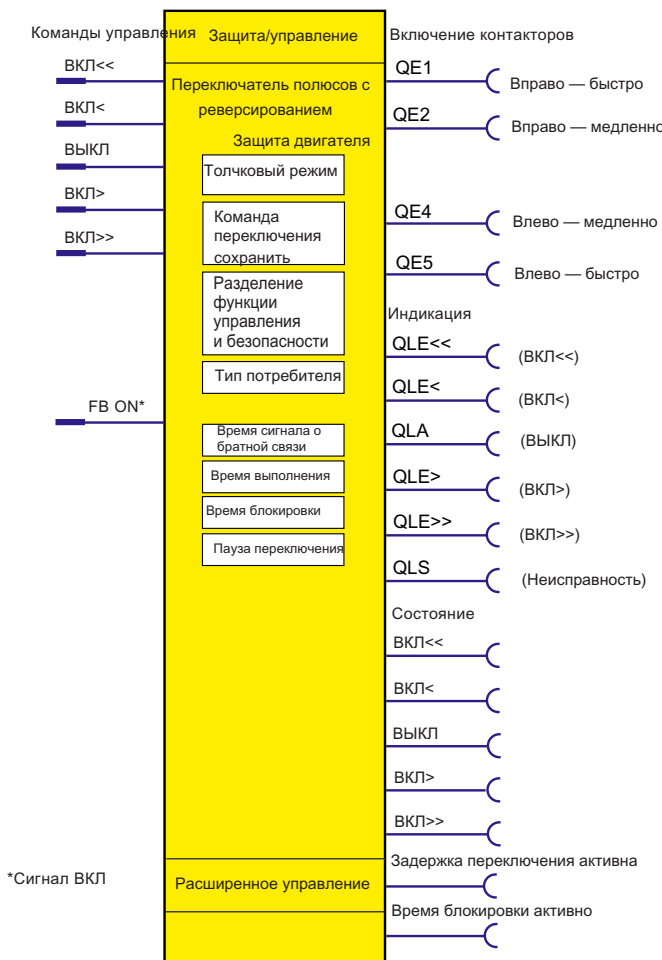 Команды управления
Защита/управление
Включение контакторов
ВКЛ<<
ВКЛ<
ВЫКЛ
ВКЛ>
ВКЛ>>
FB ON*
*Сигнал ВКЛ
Переключатель полюсов с
реверсированием
Защита двигателя
Толчковый режим
Команда
переключения
сохранить
Разделение
функции
управления
и безопасности
Тип потребителя
Время сигнала о
братной связи
Время выполнения
Время блокировки
Пауза переключения
Расширенное управление
QE1
Вправо — быстро
QE2
Вправо — медленно
QE4
Влево — медленно
QE5
Влево — быстро
Индикация
QLE<<
(ВКЛ<<)
QLE<
(ВКЛ<)
QLA
(ВЫКЛ)
QLE>
(ВКЛ>)
QLE>>
(ВКЛ>>)
QLS
(Неисправность)
Состояние
ВКЛ<<
ВКЛ<
ВЫКЛ
ВКЛ>
ВКЛ>>
Задержка переключения активна
Время блокировки активно